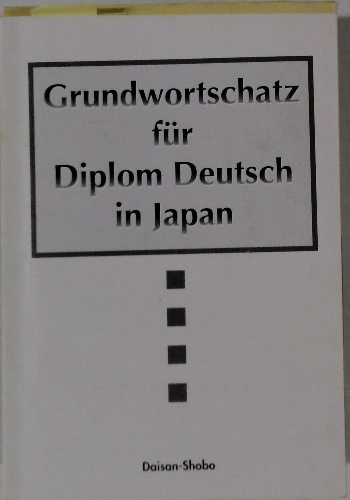 Grundwortschatz
für
Diplom Deutsch
in Japan
Daisan-Shobo